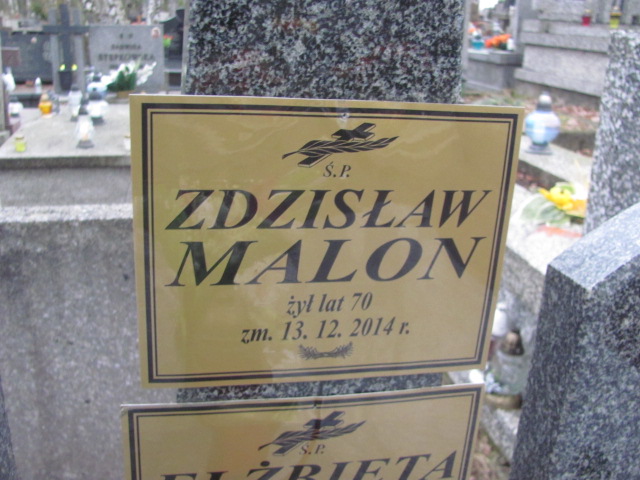 Ś.P.
ZDZISŁAW
MALON
żył lat 70
zm. 13. 12. 2014 r.
Ś.P.
ELŻBIETA